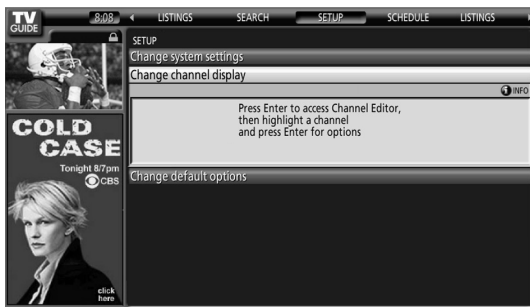 TV
GUIDE
8:08
LISTINGS SEARCH SETUP SCHEDULE LISTINGS
SETUP
Change system settings
Change channel display
i INFO
Press Enter to access Channel Editor,
then highlight a channel
and press Enter for options
Change default options
COLD
CASE
Tonight 8/7pm
CBS
click
here